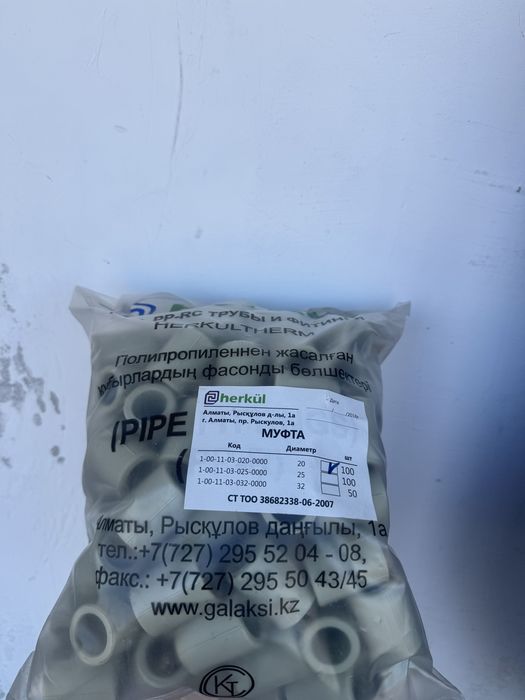 PP-RC ТРУБЫ И ФИТИНГИ
HERKULTHERM
Полипропиленнен жасалған
құбырлардың фасонды бөлшектері
(PIPE
herkül
Дата
Алматы, Рысқұлов д-лы, 1а
г. Алматы, пр. Рыскулов, 1а
МУФТА
Код Диаметр шт
1-00-11-03-020-0000 20 100
1-00-11-03-025-0000 25 100
1-00-11-03-032-0000 32 50
СТ ТОО 38682338-06-2007
Алматы, Рысқұлов даңғылы, 1а
тел.:+7(727) 295 52 04 - 08,
факс.: +7(727) 295 50 43/45
www.galaksi.kz
КТ